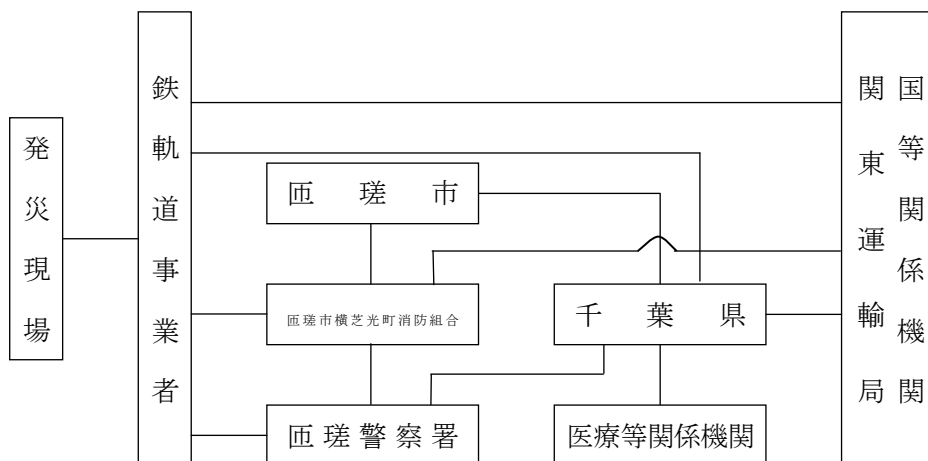 発災現場
鉄軌道事業者
匝瑳市
匝瑳市横芝光町消防組合
匝瑳警察署
千葉県
医療等関係機関
国等関係機関
関東運輸局